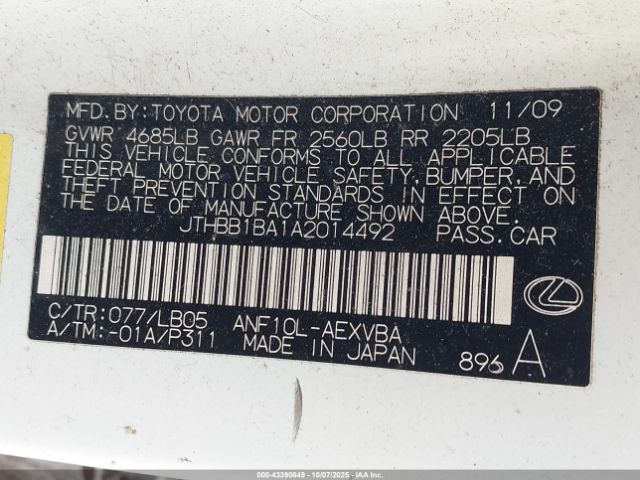 MFD. BY: TOYOTA MOTOR CORPORATION 11/09
GVWR 4685LB GAWR FR 2560LB RR 2205LB
THIS VEHICLE CONFORMS TO ALL APPLICABLE
FEDERAL MOTOR VEHICLE SAFETY, BUMPER, AND
THEFT PREVENTION STANDARDS IN EFFECT ON
THE DATE OF MANUFACTURE SHOWN ABOVE.
JTHBB1BA1A2014492 PASS. CAR
C/TR: 077/LB05 ANF10L-AEXVBA
A/TM: -01A/P311 MADE IN JAPAN 896 A
000-43390649 - 10/07/2025 - IAA Inc.